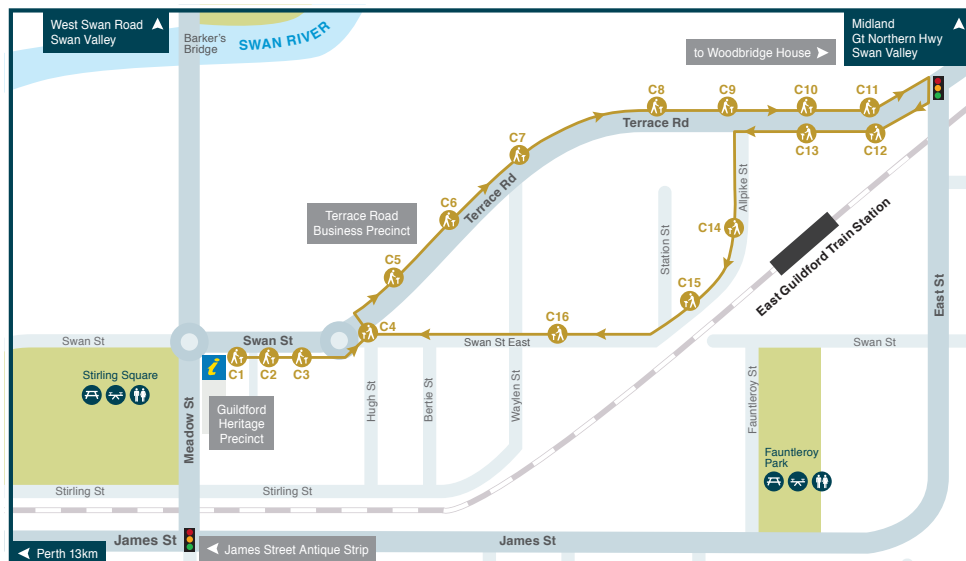 West Swan Road
Swan Valley
Barker's
Bridge
SWAN RIVER
to Woodbridge House
Midland
Gt Northern Hwy
Swan Valley
C8
C9
C10
C11
Terrace Rd
C13
C12
C7
Terrace Rd
Allpike St
C6
Terrace Road
Business Precinct
C14
Station St
East Guildford Train Station
C5
C15
East St
C4
C16
Swan St
Swan St
Swan St East
Swan St
i
C1
C2
C3
Stirling Square
Hugh St
Bertie St
Waylen St
Fauntleroy St
Guildford
Heritage
Precinct
Meadow St
Fauntleroy
Park
Stirling St
Stirling St
James St
James St
James Street Antique Strip
Perth 13km